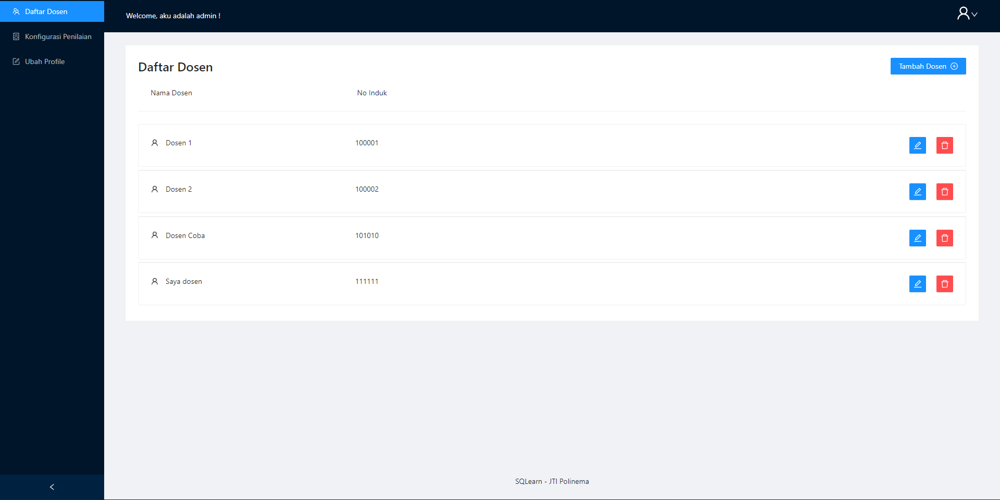 Daftar Dosen
Konfigurasi Penilaian
Ubah Profile
Welcome, aku adalah admin !
Daftar Dosen
Tambah Dosen
Nama Dosen No Induk
Dosen 1 100001
Dosen 2 100002
Dosen Coba 101010
Saya dosen 111111
SQLearn - JTI Polinema